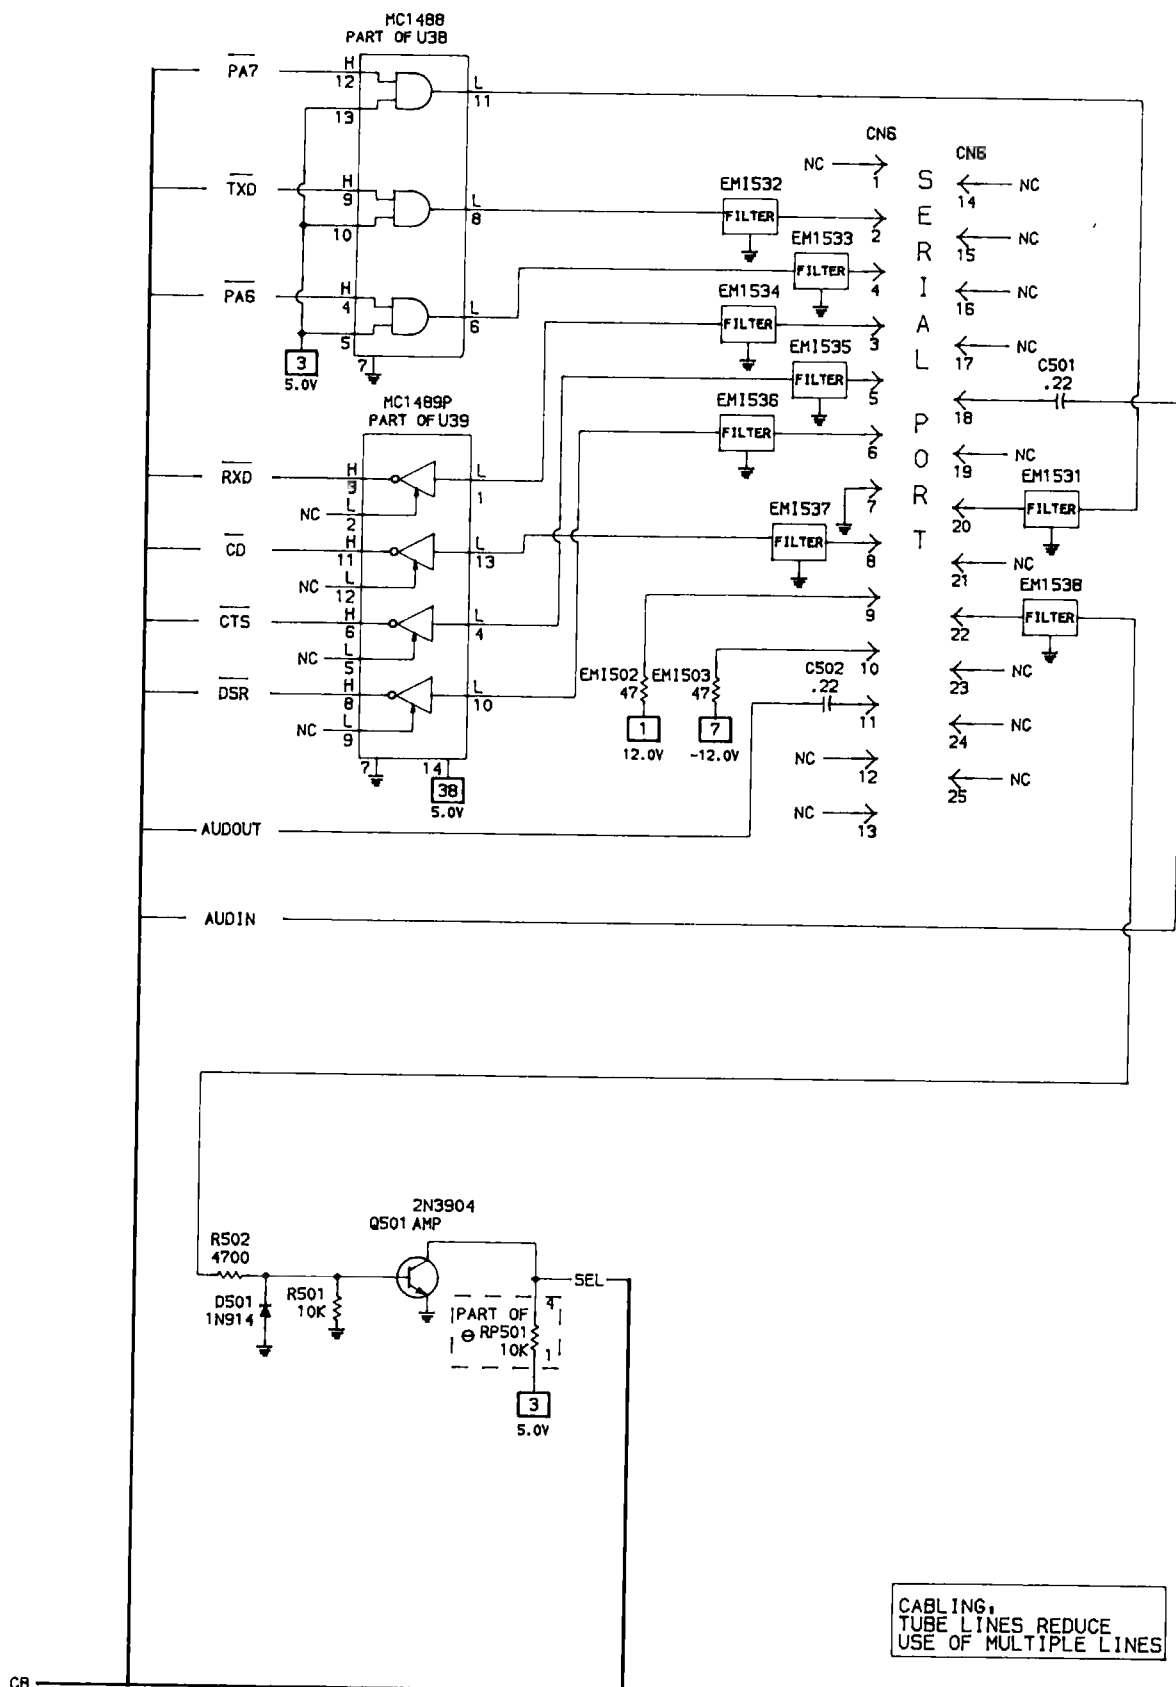 MC1488
PART OF U38
PA7
H
12
13
L
11
TXD
H
9
10
L
8
PA6
H
4
5
L
6
7
3
5.0V
MC1489P
PART OF U39
RXD
H
3
L
1
NC
L
2
CD
H
11
L
13
NC
L
12
CTS
H
6
L
4
NC
L
5
DSR
H
8
L
10
NC
L
9
7
14
38
5.0V
AUDOUT
AUDIN
CN6
NC
1
EMI532
FILTER
2
EMI533
FILTER
4
EMI534
FILTER
3
EMI535
FILTER
5
EMI536
FILTER
6
7
EMI537
FILTER
8
9
EMI502
47
1
12.0V
EMI503
47
7
-12.0V
10
C502
.22
11
NC
12
NC
13
SERIAL PORT
CN6
NC
14
NC
15
NC
16
NC
17
C501
.22
18
NC
19
EMI531
FILTER
20
NC
21
EMI538
FILTER
22
NC
23
NC
24
NC
25
2N3904
Q501 AMP
R502
4700
D501
1N914
R501
10K
SEL
PART OF
RP501
10K
4
1
3
5.0V
CABLING,
TUBE LINES REDUCE
USE OF MULTIPLE LINES
CB